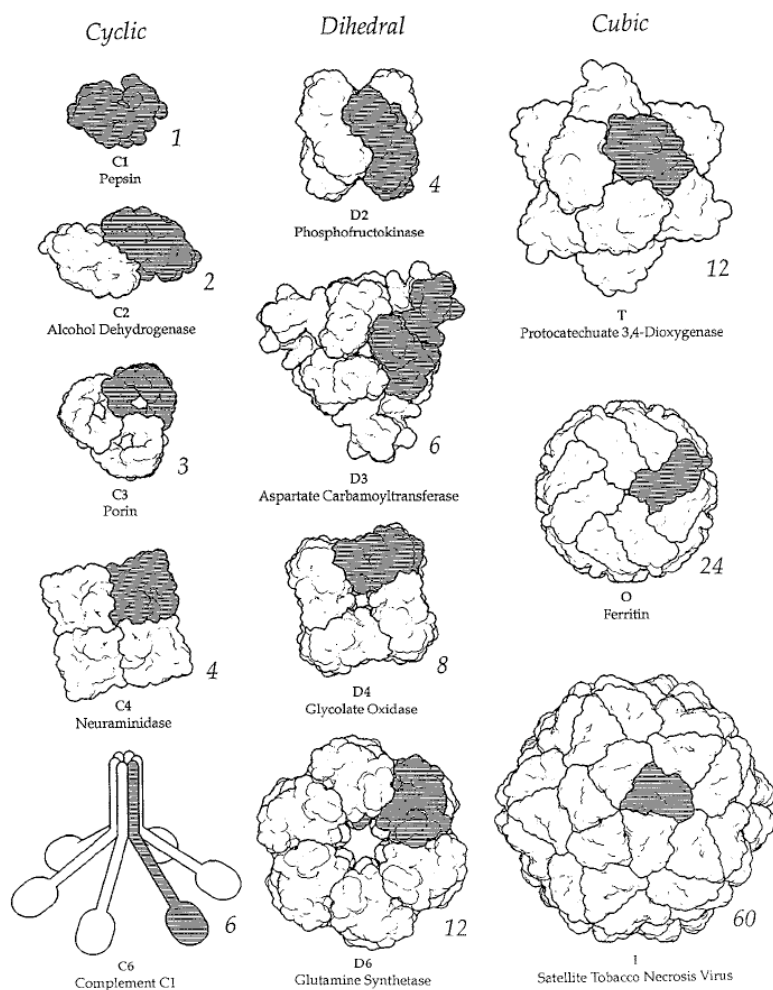 Cyclic
1
C1
Pepsin
2
C2
Alcohol Dehydrogenase
3
C3
Porin
4
C4
Neuraminidase
6
C6
Complement C1
Dihedral
4
D2
Phosphofructokinase
6
D3
Aspartate Carbamoyltransferase
8
D4
Glycolate Oxidase
12
D6
Glutamine Synthetase
Cubic
12
T
Protocatechuate 3,4-Dioxygenase
24
O
Ferritin
60
I
Satellite Tobacco Necrosis Virus